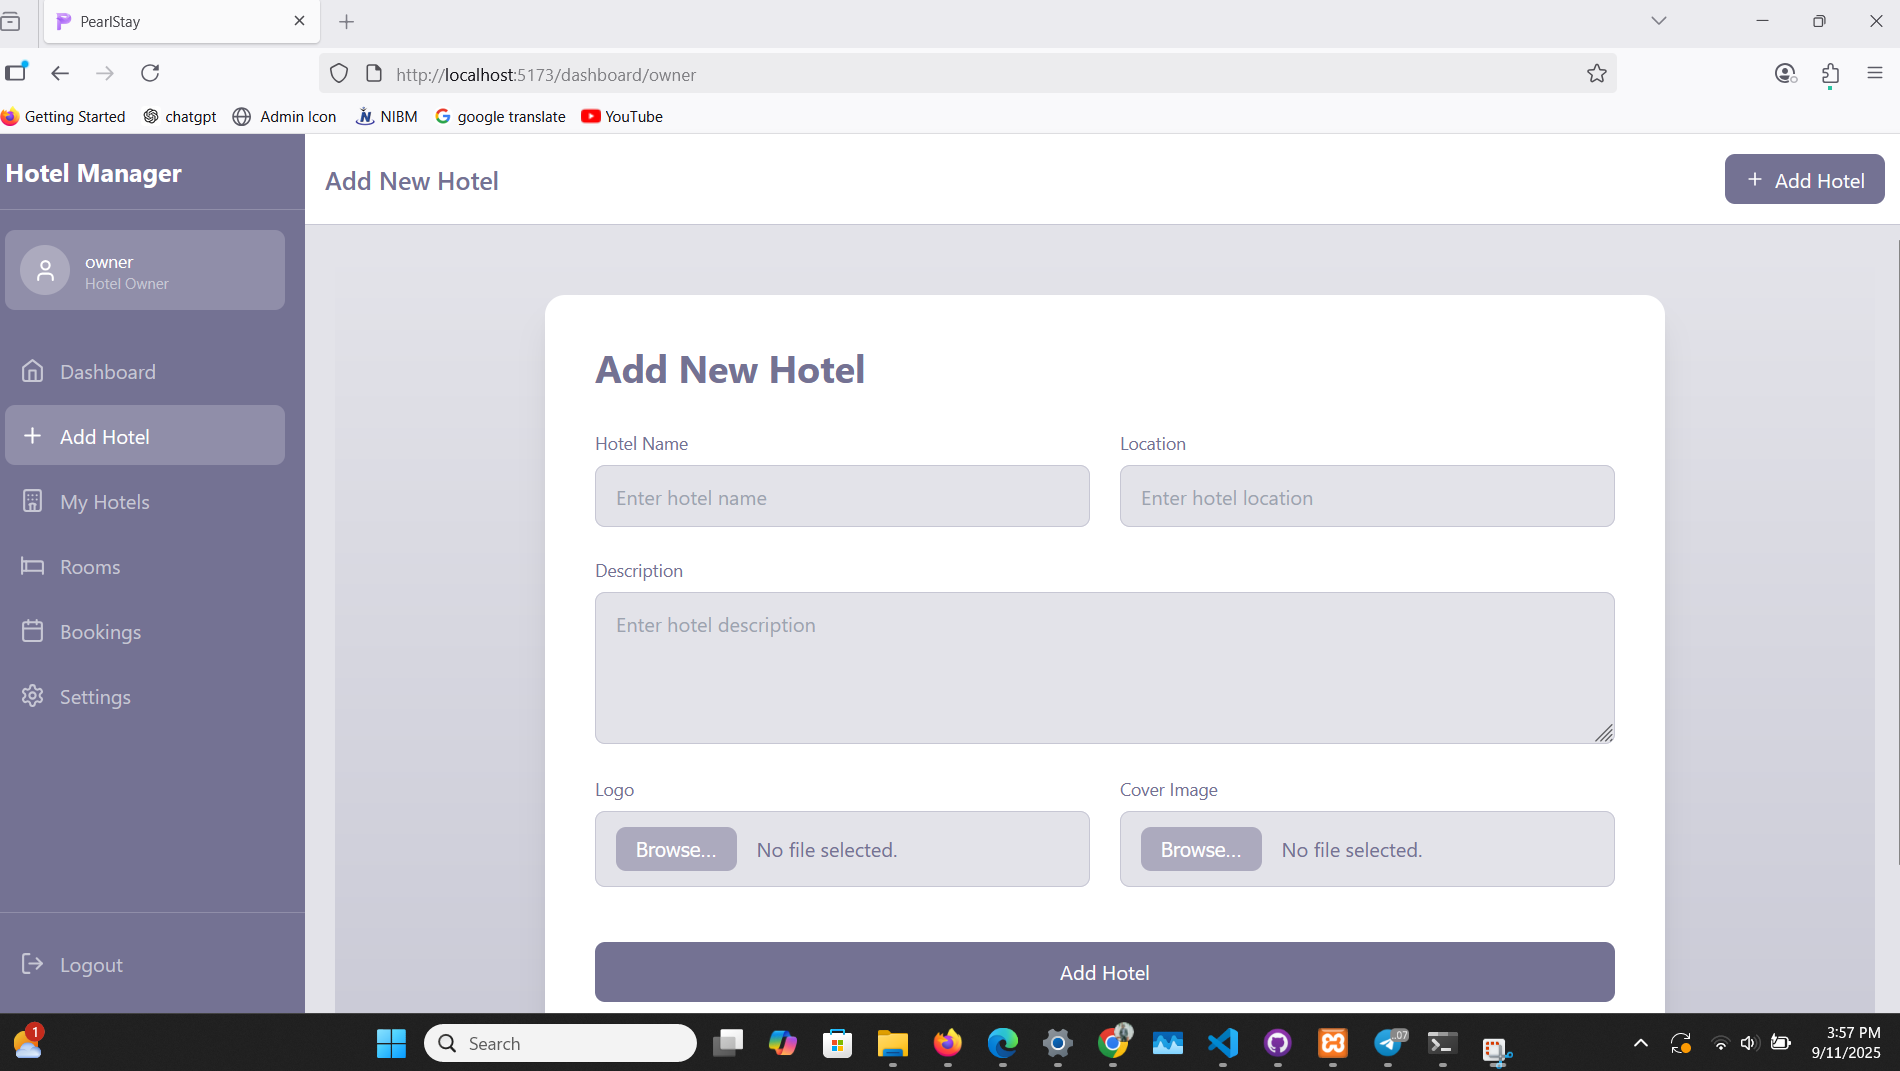 PearlStay
http://localhost:5173/dashboard/owner
Getting Started chatgpt Admin Icon NIBM google translate YouTube
Hotel Manager
owner
Hotel Owner
Dashboard
Add Hotel
My Hotels
Rooms
Bookings
Settings
Logout
Add New Hotel
Add Hotel
Add New Hotel
Hotel Name Location
Enter hotel name Enter hotel location
Description
Enter hotel description
Logo Cover Image
Browse... No file selected. Browse... No file selected.
Add Hotel
1
Search
.07
3:57 PM
9/11/2025